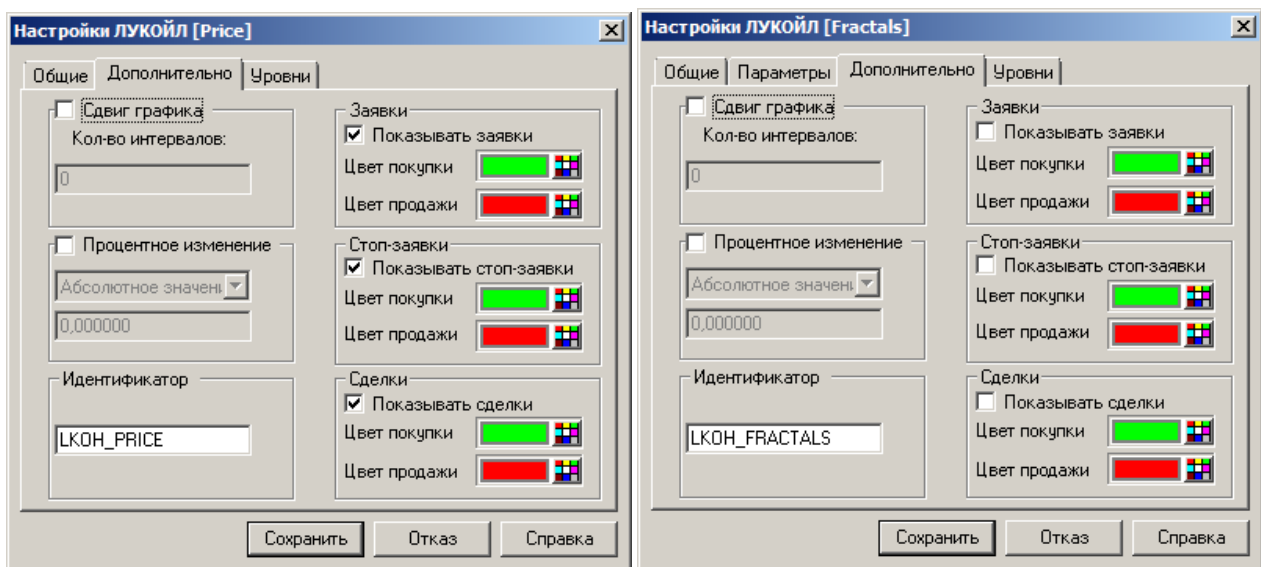 Настройки ЛУКОЙЛ [Price]
Общие Дополнительно Уровни
Сдвиг графика
Кол-во интервалов:
0
Процентное изменение
Абсолютное значени
0,000000
Идентификатор
LKOH_PRICE
Заявки
Показывать заявки
Цвет покупки
Цвет продажи
Стоп-заявки
Показывать стоп-заявки
Цвет покупки
Цвет продажи
Сделки
Показывать сделки
Цвет покупки
Цвет продажи
Сохранить Отказ Справка
Настройки ЛУКОЙЛ [Fractals]
Общие Параметры Дополнительно Уровни
Сдвиг графика
Кол-во интервалов:
0
Процентное изменение
Абсолютное значени
0,000000
Идентификатор
LKOH_FRACTALS
Заявки
Показывать заявки
Цвет покупки
Цвет продажи
Стоп-заявки
Показывать стоп-заявки
Цвет покупки
Цвет продажи
Сделки
Показывать сделки
Цвет покупки
Цвет продажи
Сохранить Отказ Справка